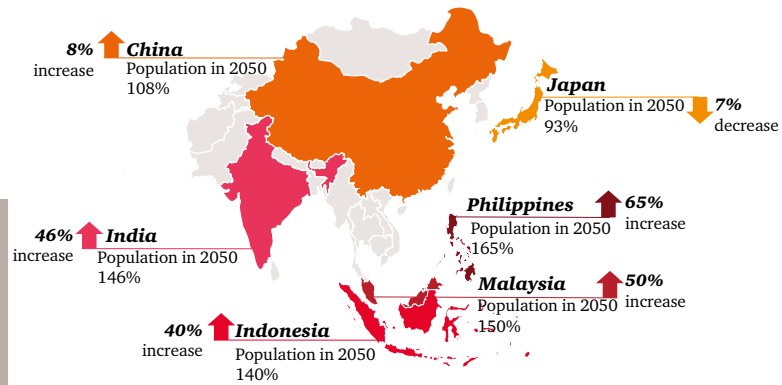 8% China
increase Population in 2050
108%
Japan
Population in 2050 7%
93% decrease
Philippines 65%
Population in 2050 increase
165%
46% India
increase Population in 2050
146%
Malaysia 50%
Population in 2050 increase
150%
40% Indonesia
increase Population in 2050
140%